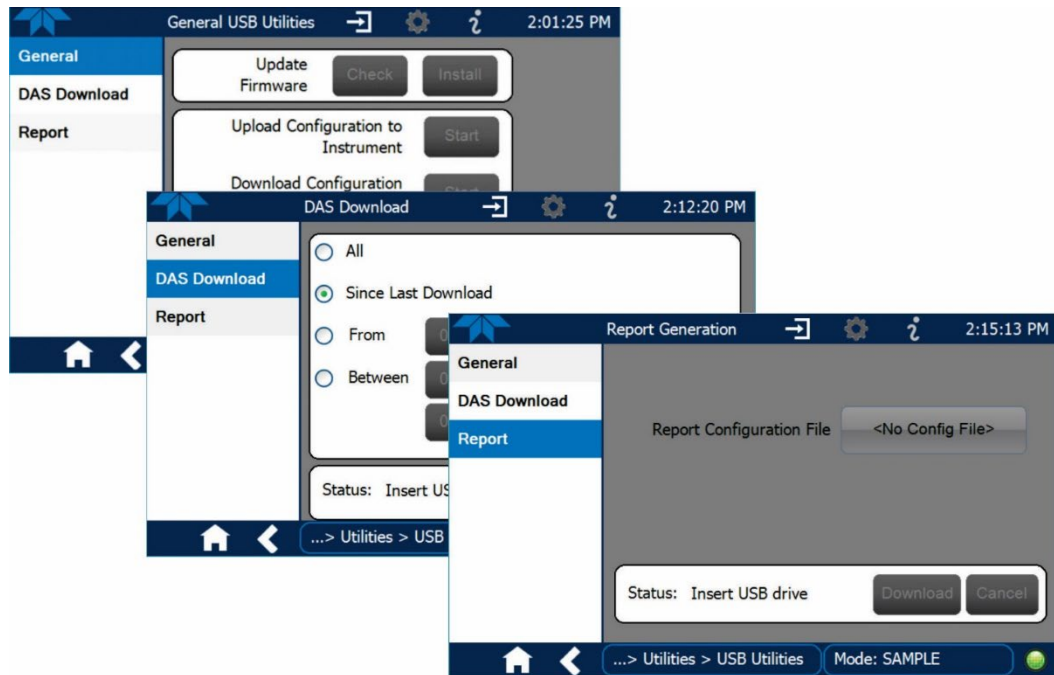 General USB Utilities
2:01:25 PM
General
DAS Download
Report
Update
Firmware
Check
Install
Upload Configuration to
Instrument
Start
Download Configuration
DAS Download
2:12:20 PM
General
DAS Download
Report
All
Since Last Download
From
0
Between
0
0
Status: Insert US
...> Utilities > USB
Report Generation
2:15:13 PM
General
DAS Download
Report
Report Configuration File
<No Config File>
Status: Insert USB drive
Download
Cancel
...> Utilities > USB Utilities
Mode: SAMPLE